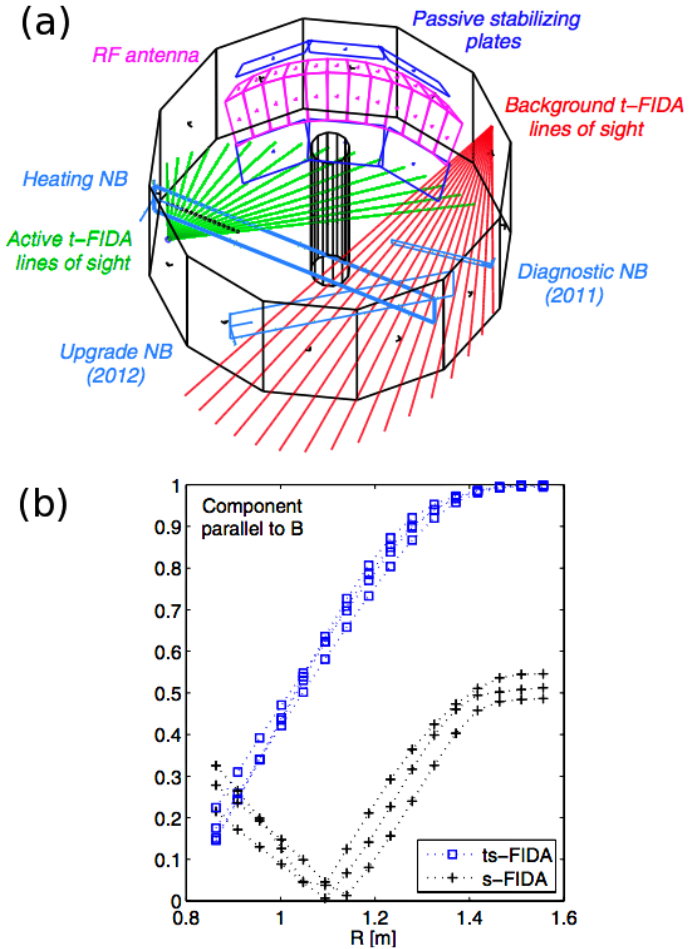 (a)
Passive stabilizing
plates
RF antenna
Background t-FIDA
lines of sight
Heating NB
Active t-FIDA
lines of sight
Diagnostic NB
(2011)
Upgrade NB
(2012)
(b)
Component
parallel to B
1
0.9
0.8
0.7
0.6
0.5
0.4
0.3
0.2
0.1
0
ts-FIDA
s-FIDA
0.8
1
1.2
1.4
1.6
R [m]